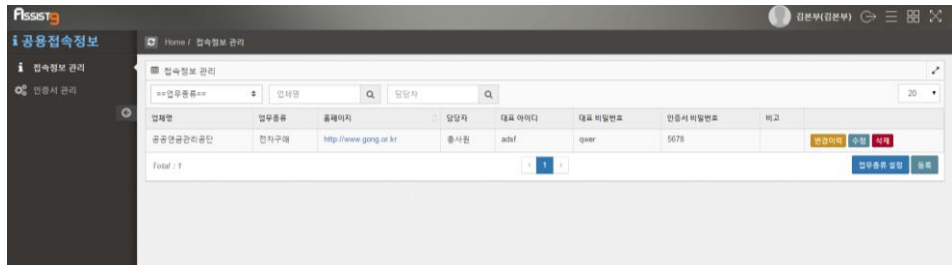 Assist9 김본부(김본부)
공용접속정보
Home / 접속정보 관리
접속정보 관리
인증서 관리
접속정보 관리
==업무종류== 업체명 담당자 20
업체명 업무종류 홈페이지 담당자 대표 아이디 대표 비밀번호 인증서 비밀번호 비고
공공연금관리공단 전자구매 http://www.gong.or.kr 총사원 adsf qwer 5678 변경이력 수정 삭제
Total : 1 1 업무종류 설정 등록